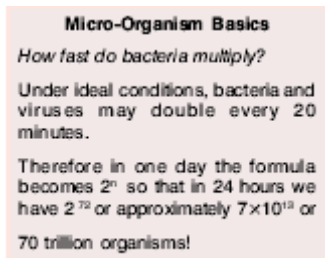 Micro-Organism Basics
How fast do bacteria multiply?
Under ideal conditions, bacteria and
viruses may double every 20
minutes.
Therefore in one day the formula
becomes 2ⁿ so that in 24 hours we
have 2 ⁷² or approximately 7×10¹³ or
70 trillion organisms!